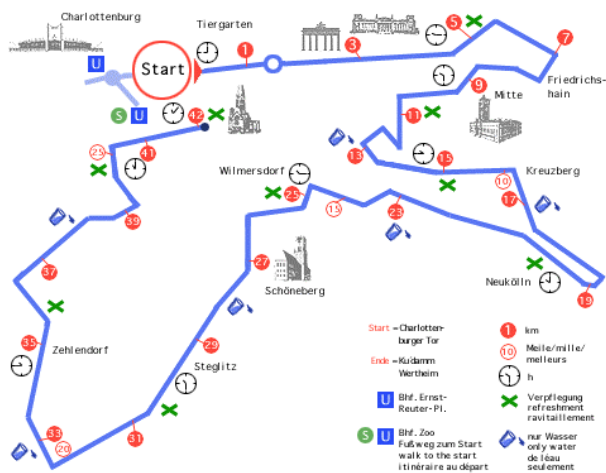 Charlottenburg
Tiergarten
Start
U
U
S
1
3
5
7
Friedrichs-
hain
9
Mitte
11
13
15
Kreuzberg
10
17
19
Neukölln
23
15
25
Wilmersdorf
27
Schöneberg
29
Steglitz
31
20
33
35
Zehlendorf
37
39
25
41
42
Start = Charlotten-
burger Tor
Ende = Ku'damm
Wertheim
U Bhf. Ernst-
Reuter-Pl.
S U Bhf. Zoo
Fußweg zum Start
walk to the start
itinéraire au départ
1 km
10 Meile/mille/
melleurs
h
Verpflegung
refreshment
ravitaillement
nur Wasser
only water
de léau
seulement